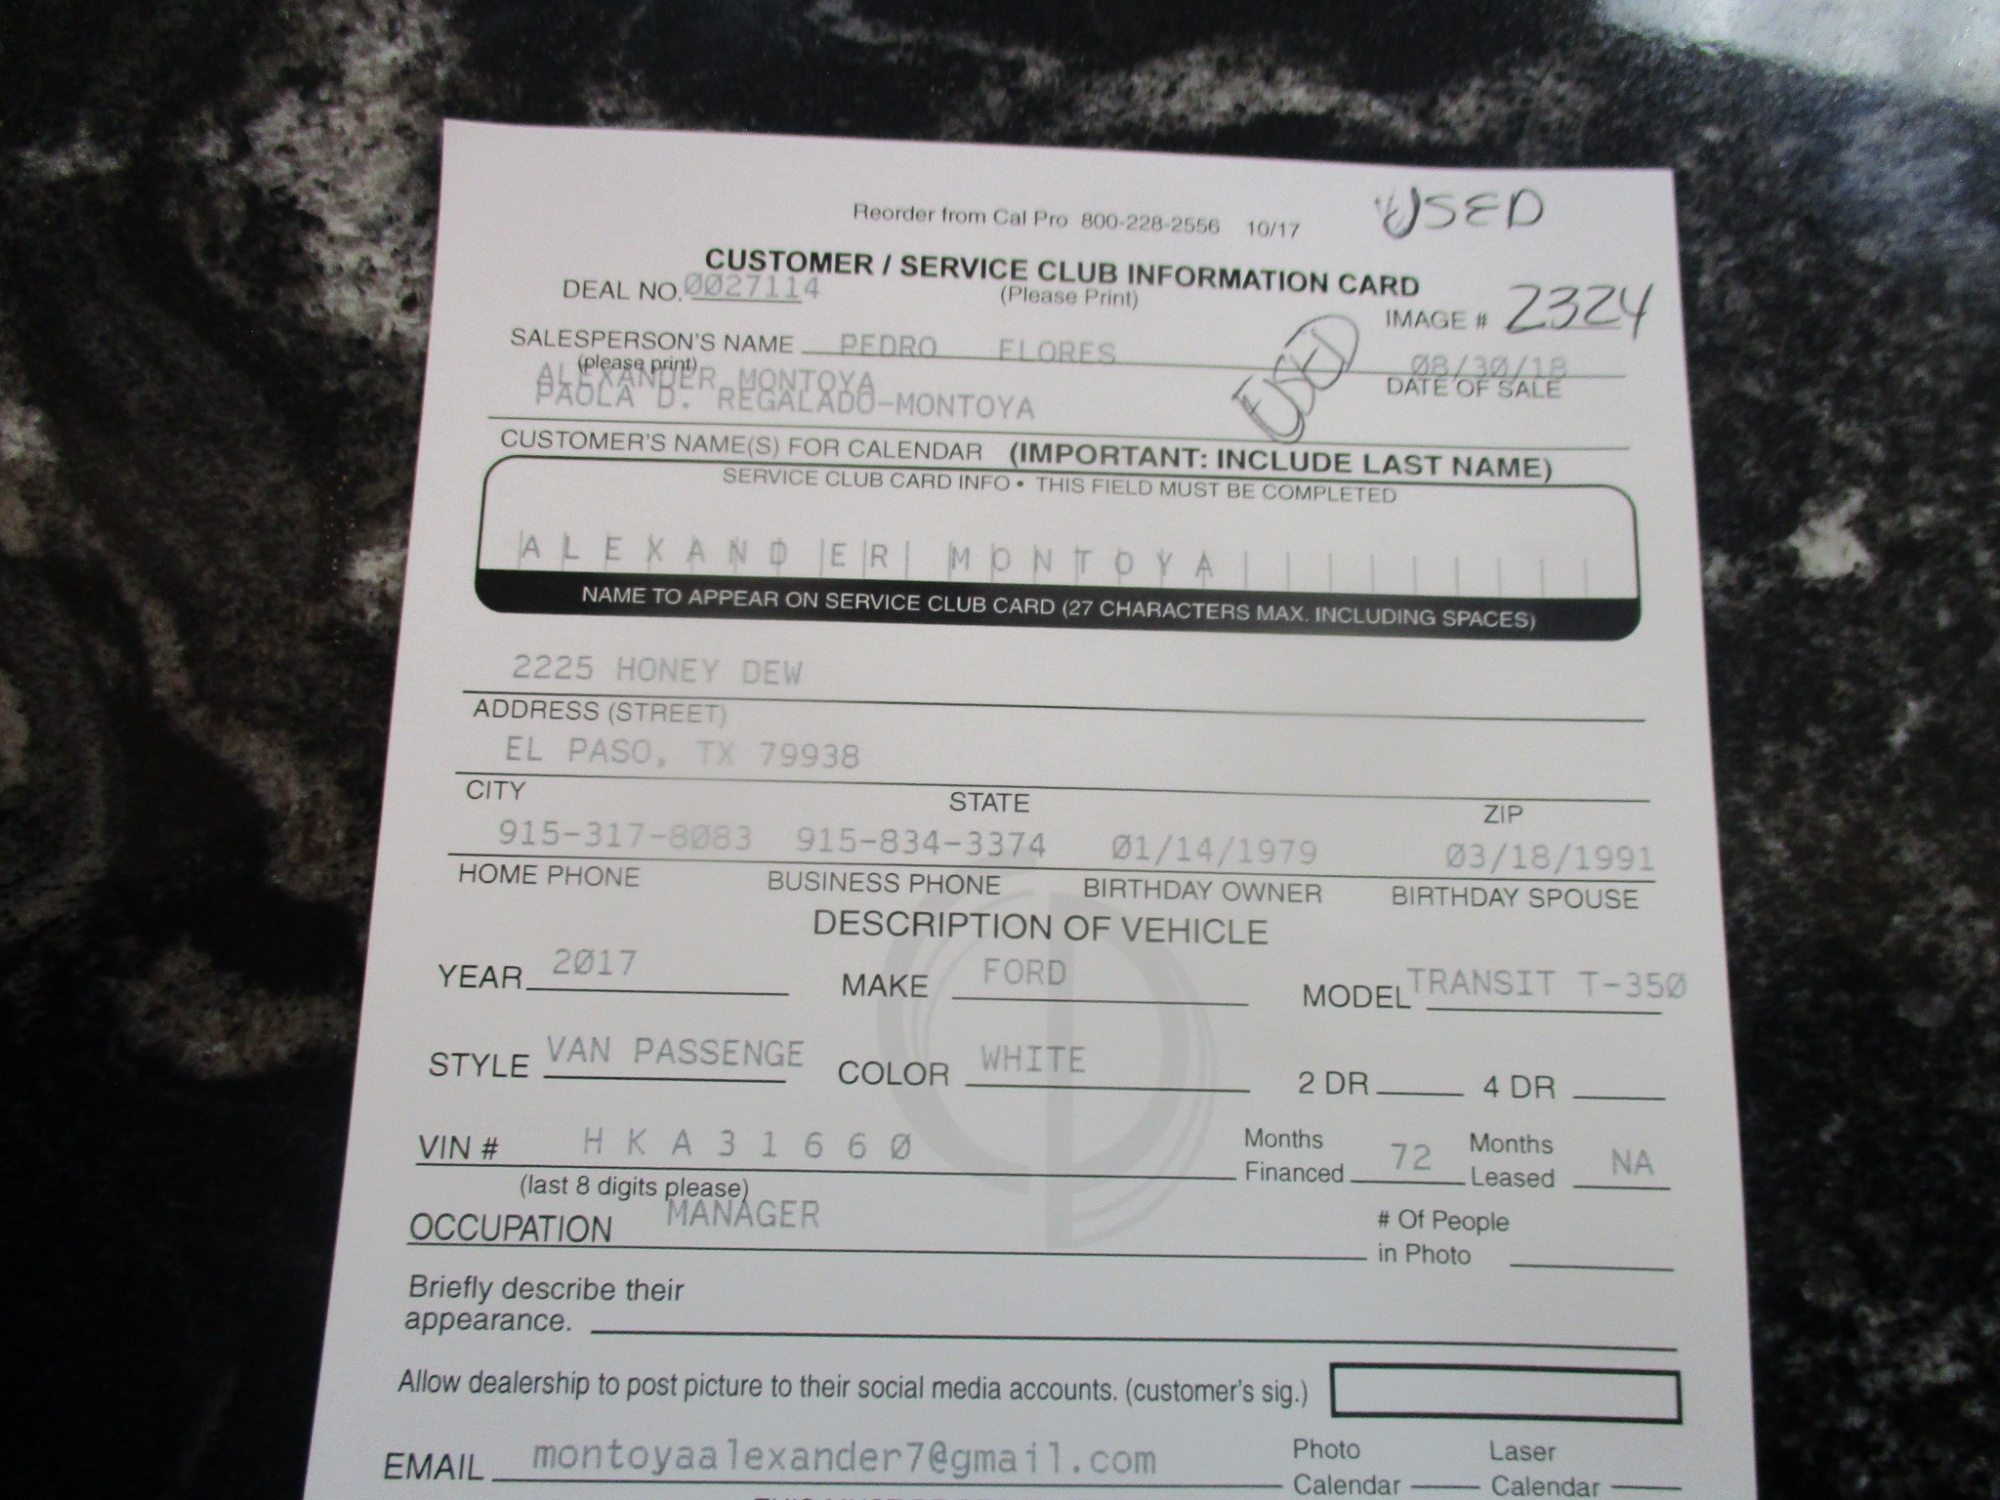 Reorder from Cal Pro 800-228-2556 10/17
USED
CUSTOMER / SERVICE CLUB INFORMATION CARD
DEAL NO. 0027114
(Please Print)
IMAGE # 2324
SALESPERSON'S NAME PEDRO FLORES
(please print)
USED
08/30/18
DATE OF SALE
ALEXANDER MONTOYA
PAOLA D. REGALADO-MONTOYA
CUSTOMER'S NAME(S) FOR CALENDAR (IMPORTANT: INCLUDE LAST NAME)
SERVICE CLUB CARD INFO • THIS FIELD MUST BE COMPLETED
ALEXANDER MONTOYA
NAME TO APPEAR ON SERVICE CLUB CARD (27 CHARACTERS MAX. INCLUDING SPACES)
2225 HONEY DEW
ADDRESS (STREET)
EL PASO, TX 79938
CITY STATE ZIP
915-317-8083 915-834-3374 01/14/1979 03/18/1991
HOME PHONE BUSINESS PHONE BIRTHDAY OWNER BIRTHDAY SPOUSE
DESCRIPTION OF VEHICLE
YEAR 2017 MAKE FORD MODEL TRANSIT T-350
STYLE VAN PASSENGE COLOR WHITE 2 DR 4 DR
VIN # H K A 3 1 6 6 0 Months Financed 72 Months Leased NA
(last 8 digits please)
OCCUPATION MANAGER # Of People in Photo
Briefly describe their
appearance.
Allow dealership to post picture to their social media accounts. (customer's sig.)
EMAIL montoyaalexander7@gmail.com Photo Calendar Laser Calendar